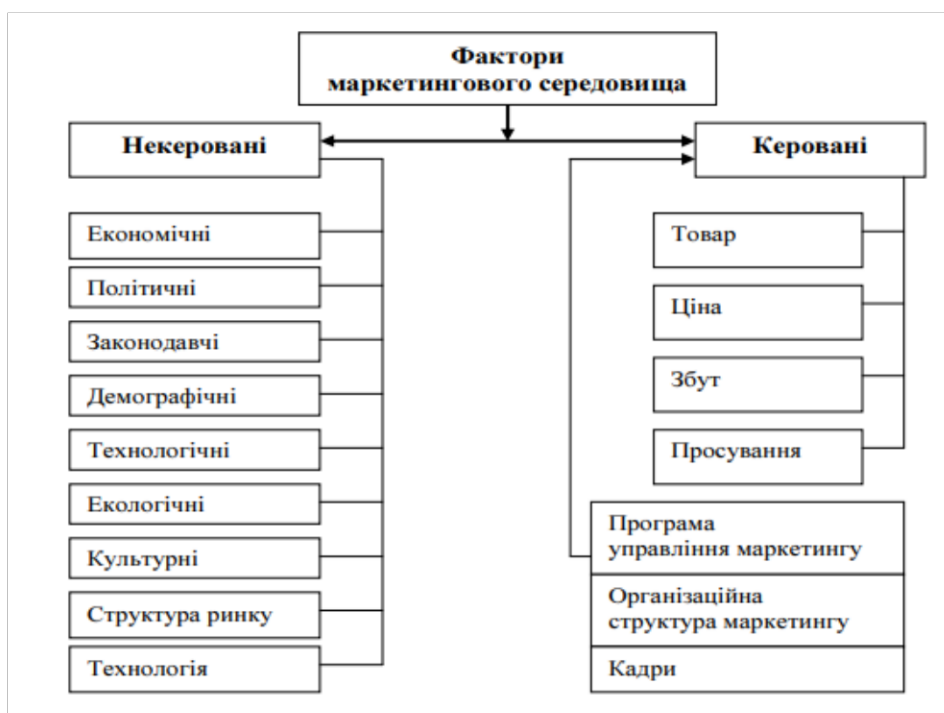 Фактори
маркетингового середовища
Некеровані
Керовані
Економічні
Політичні
Законодавчі
Демографічні
Технологічні
Екологічні
Культурні
Структура ринку
Технологія
Товар
Ціна
Збут
Просування
Програма
управління маркетингу
Організаційна
структура маркетингу
Кадри